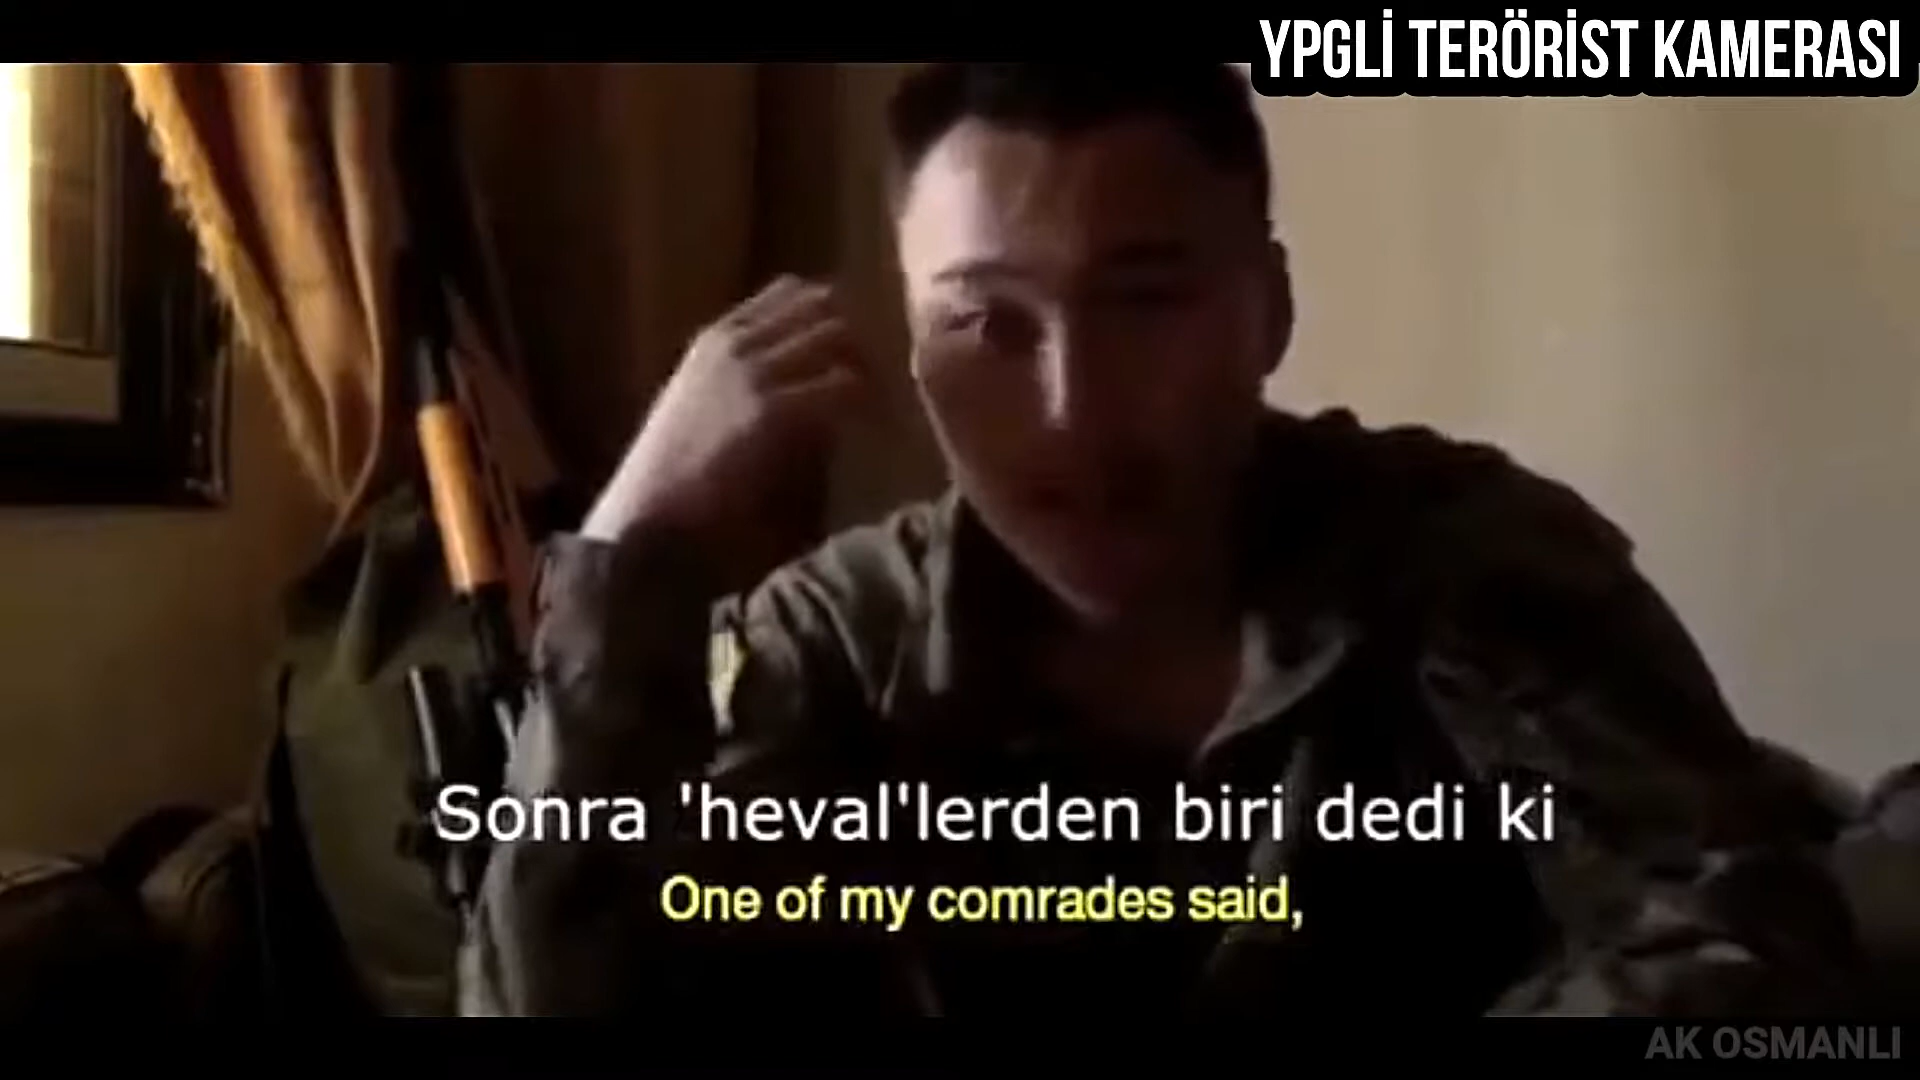 YPGLİ TERÖRİST KAMERASI
Sonra 'heval'lerden biri dedi ki
One of my comrades said,
AK OSMANLI